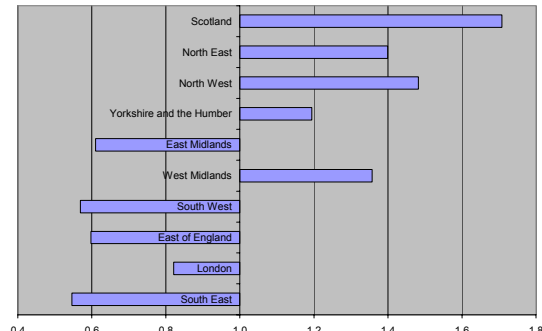 Scotland
North East
North West
Yorkshire and the Humber
East Midlands
West Midlands
South West
East of England
London
South East
0.4 0.6 0.8 1.0 1.2 1.4 1.6 1.8